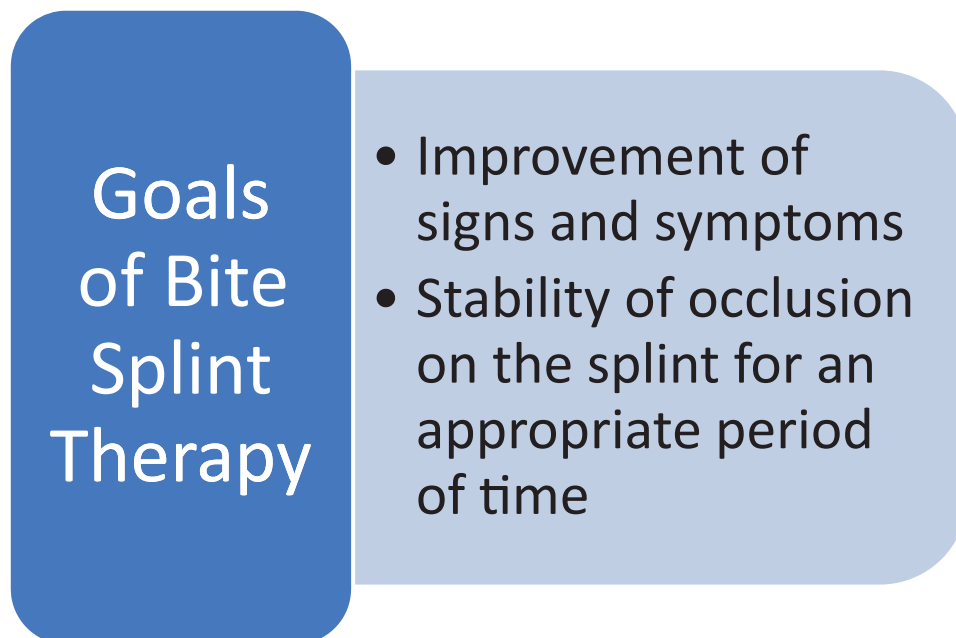 Goals
of Bite
Splint
Therapy
• Improvement of
signs and symptoms
• Stability of occlusion
on the splint for an
appropriate period
of time